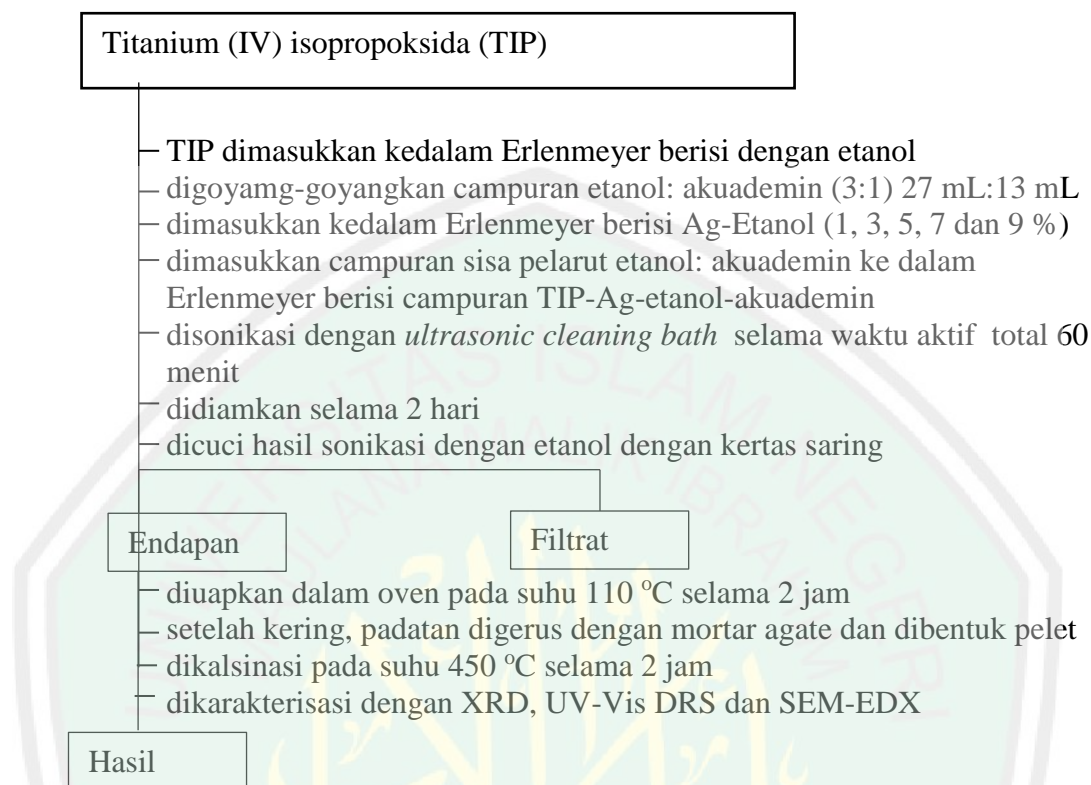 Titanium (IV) isopropoksida (TIP)
TIP dimasukkan kedalam Erlenmeyer berisi dengan etanol
digoyamg-goyangkan campuran etanol: akuademin (3:1) 27 mL:13 mL
dimasukkan kedalam Erlenmeyer berisi Ag-Etanol (1, 3, 5, 7 dan 9 %)
dimasukkan campuran sisa pelarut etanol: akuademin ke dalam
Erlenmeyer berisi campuran TIP-Ag-etanol-akuademin
disonikasi dengan ultrasonic cleaning bath selama waktu aktif total 60
menit
didiamkan selama 2 hari
dicuci hasil sonikasi dengan etanol dengan kertas saring
Endapan
Filtrat
diuapkan dalam oven pada suhu 110 °C selama 2 jam
setelah kering, padatan digerus dengan mortar agate dan dibentuk pelet
dikalsinasi pada suhu 450 °C selama 2 jam
dikarakterisasi dengan XRD, UV-Vis DRS dan SEM-EDX
Hasil